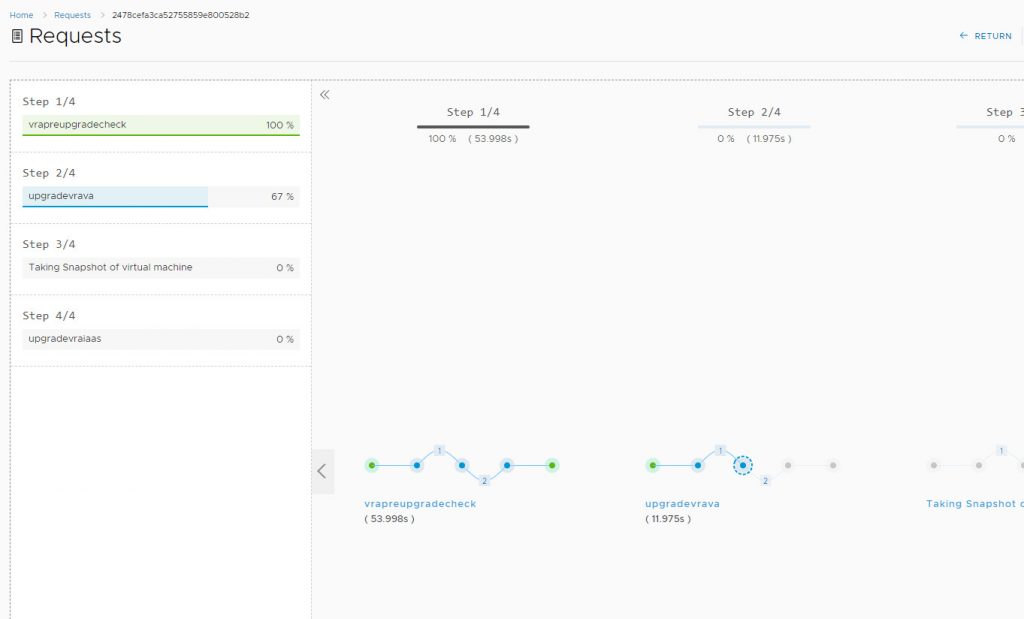 Home > Requests > 2478cefa3ca52755859e800528b2
Requests
← RETURN
Step 1/4
vrapreupgradecheck 100 %
Step 2/4
upgradevrava 67 %
Step 3/4
Taking Snapshot of virtual machine 0 %
Step 4/4
upgradevraiaas 0 %
Step 1/4
100 % ( 53.998s )
Step 2/4
0 % ( 11.975s )
Step 3
0 %
1
2
vrapreupgradecheck
( 53.998s )
1
2
upgradevrava
( 11.975s )
1
Taking Snapshot